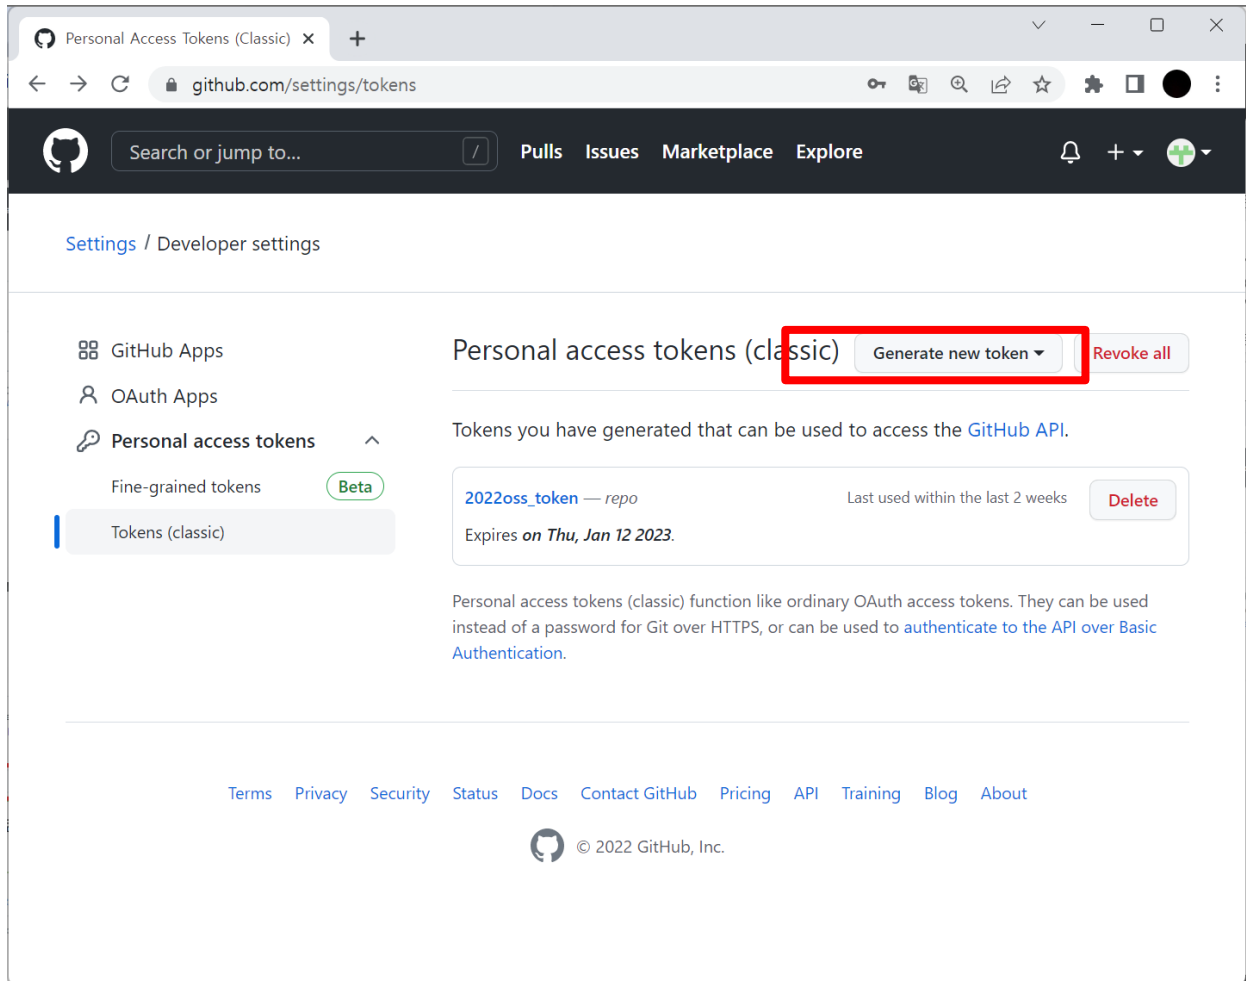 Personal Access Tokens (Classic)
github.com/settings/tokens
Search or jump to... / Pulls Issues Marketplace Explore
Settings / Developer settings
GitHub Apps
OAuth Apps
Personal access tokens
Fine-grained tokens Beta
Tokens (classic)
Personal access tokens (classic) Generate new token Revoke all
Tokens you have generated that can be used to access the GitHub API.
2022oss_token — repo Last used within the last 2 weeks Delete
Expires on Thu, Jan 12 2023.
Personal access tokens (classic) function like ordinary OAuth access tokens. They can be used
instead of a password for Git over HTTPS, or can be used to authenticate to the API over Basic
Authentication.
Terms Privacy Security Status Docs Contact GitHub Pricing API Training Blog About
© 2022 GitHub, Inc.